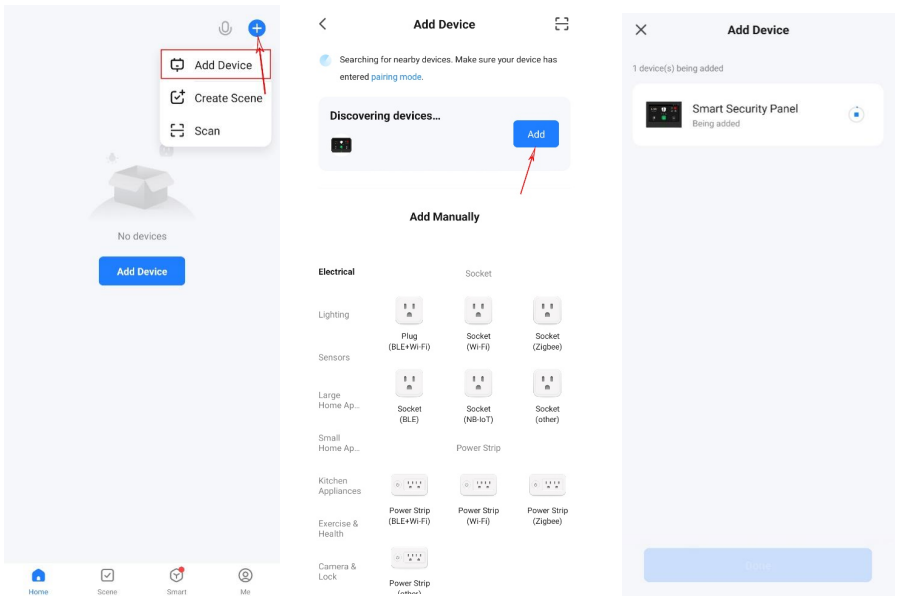 Add Device
Create Scene
Scan
No devices
Add Device
Home
Scene
Smart
Me
Add Device
Searching for nearby devices. Make sure your device has
entered pairing mode.
Discovering devices...
Add
Add Manually
Electrical
Lighting
Sensors
Large
Home Ap...
Small
Home Ap...
Kitchen
Appliances
Exercise &
Health
Camera &
Lock
Socket
Plug
(BLE+Wi-Fi)
Socket
(Wi-Fi)
Socket
(Zigbee)
Socket
(BLE)
Socket
(NB-IoT)
Socket
(other)
Power Strip
Power Strip
(BLE+Wi-Fi)
Power Strip
(Wi-Fi)
Power Strip
(Zigbee)
Power Strip
(other)
Add Device
1 device(s) being added
Smart Security Panel
Being added
Done